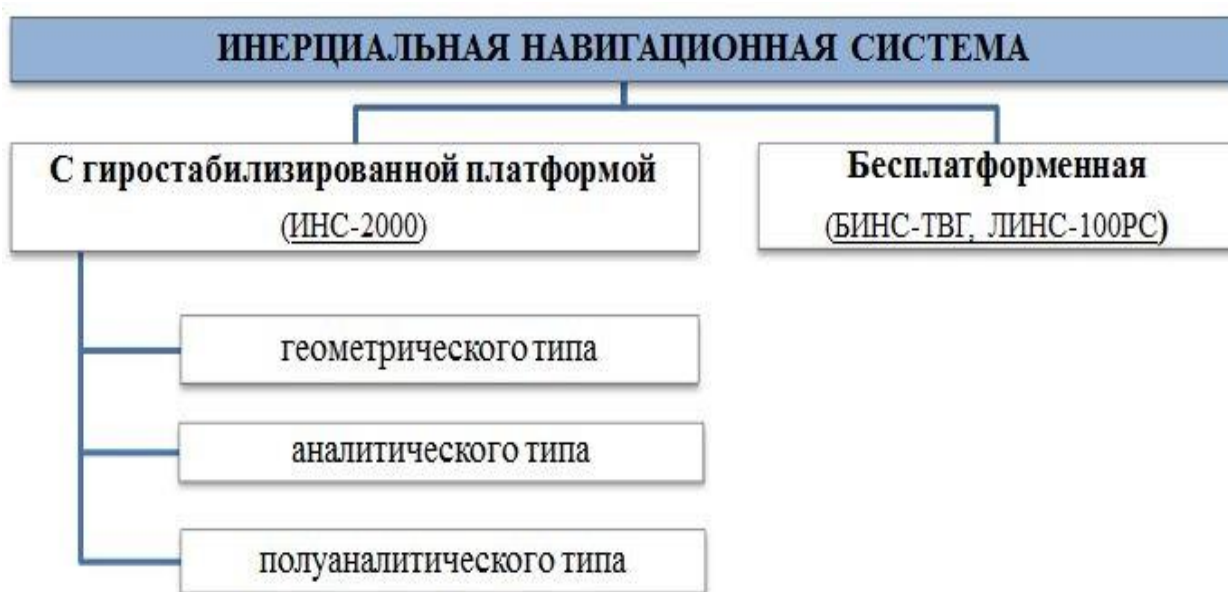 ИНЕРЦИАЛЬНАЯ НАВИГАЦИОННАЯ СИСТЕМА
С гиростабилизированной платформой
(ИНС-2000)
Бесплатформенная
(БИНС-ТВГ, ЛИНС-100РС)
геометрического типа
аналитического типа
полуаналитического типа